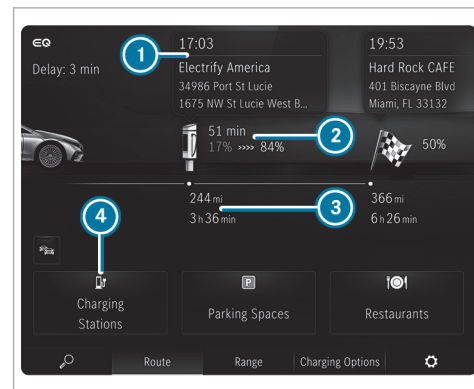 EQ
Delay: 3 min
17:03
Electrify America
34986 Port St Lucie
1675 NW St Lucie West B...
19:53
Hard Rock CAFE
401 Biscayne Blvd
Miami, FL 33132
1
51 min
17% >>>> 84%
2
50%
244 mi
3 h 36 min
3
366 mi
6 h 26 min
4
Charging
Stations
P
Parking Spaces
Restaurants
Route
Range
Charging Options